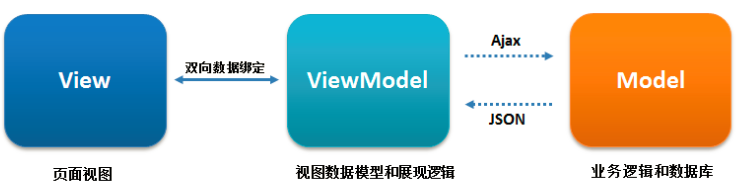 View
双向数据绑定
ViewModel
Ajax
JSON
Model
页面视图
视图数据模型和展现逻辑
业务逻辑和数据库